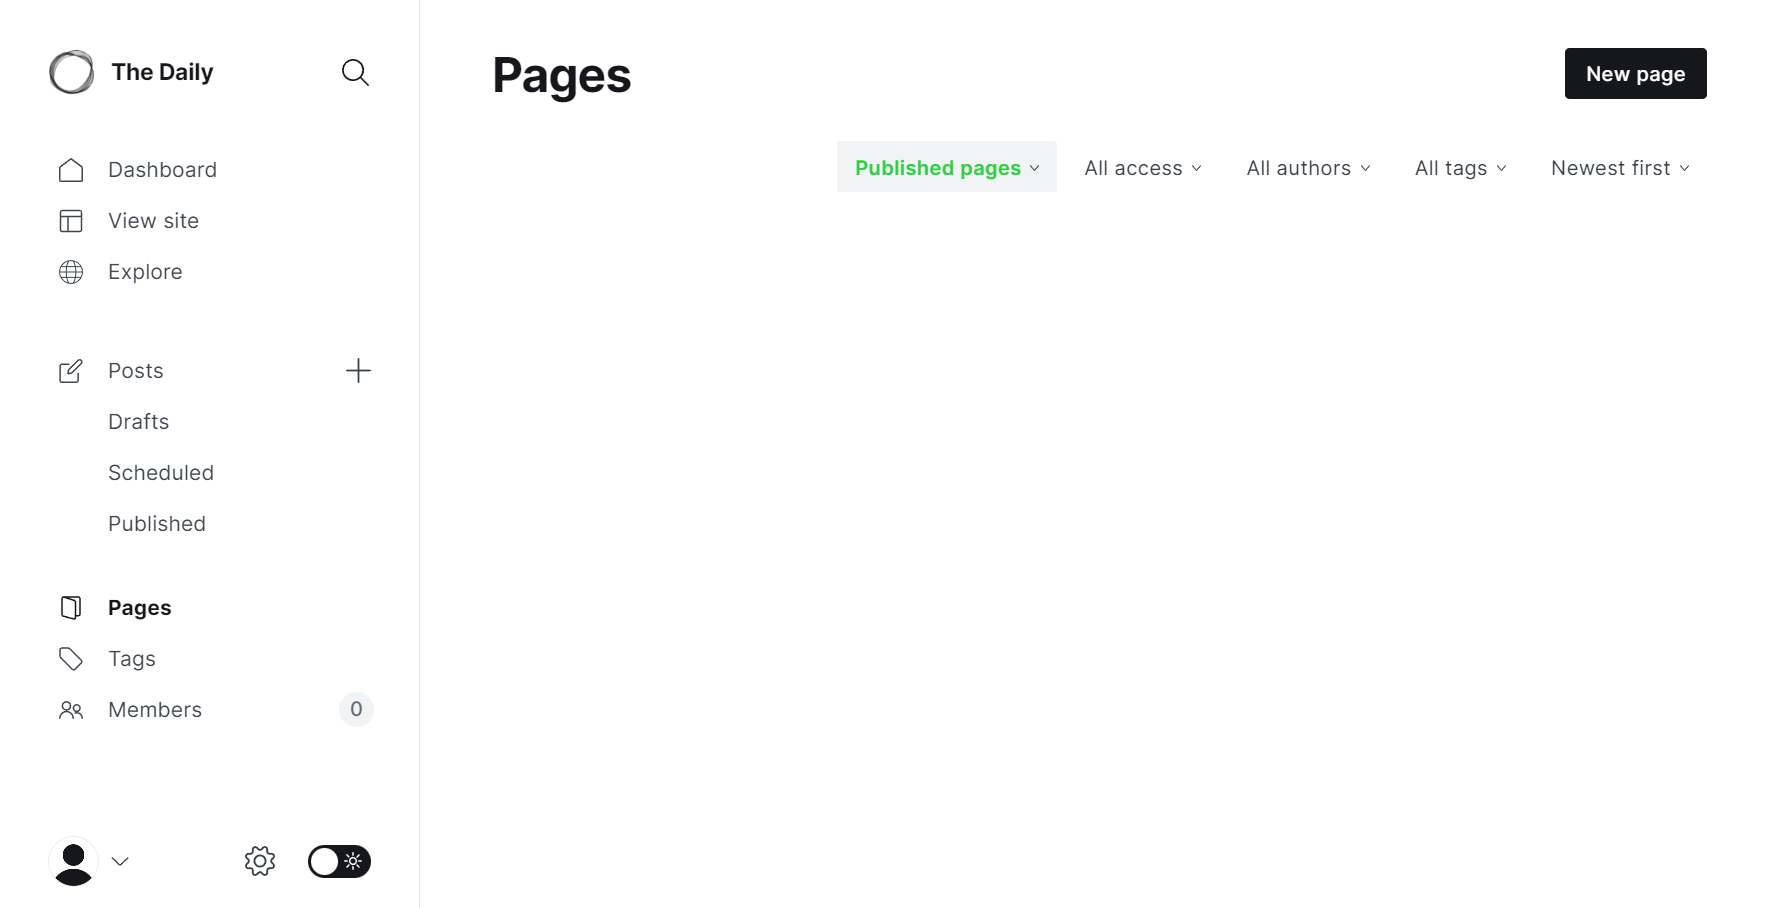 The Daily
Dashboard
View site
Explore
Posts
Drafts
Scheduled
Published
Pages
Tags
Members 0
Pages
New page
Published pages All access All authors All tags Newest first